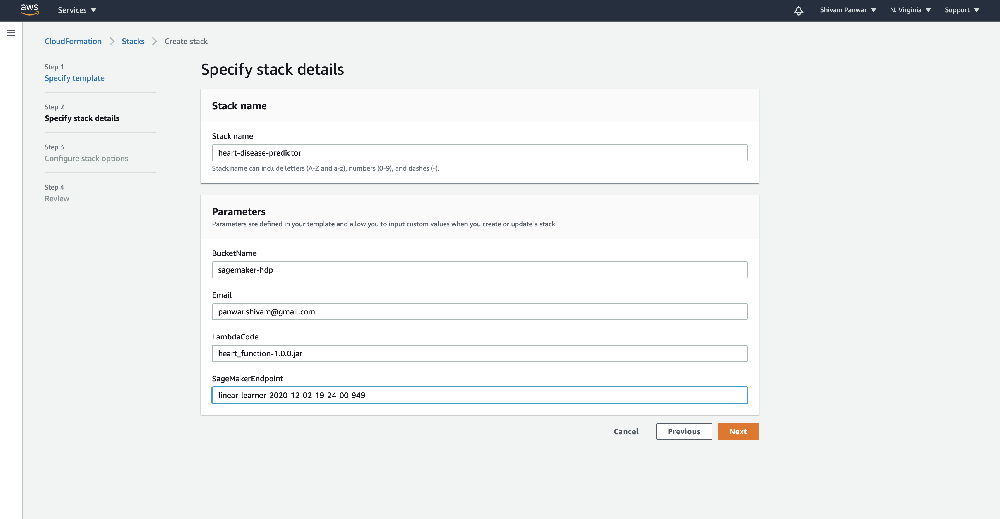 aws
Services
Shivam Panwar
N. Virginia
Support
CloudFormation
Stacks
Create stack
Step 1
Specify template
Step 2
Specify stack details
Step 3
Configure stack options
Step 4
Review
Specify stack details
Stack name
Stack name
heart-disease-predictor
Stack name can include letters (A-Z and a-z), numbers (0-9), and dashes (-).
Parameters
Parameters are defined in your template and allow you to input custom values when you create or update a stack.
BucketName
sagemaker-hdp
Email
panwar.shivam@gmail.com
LambdaCode
heart_function-1.0.0.jar
SageMakerEndpoint
linear-learner-2020-12-02-19-24-00-949
Cancel
Previous
Next